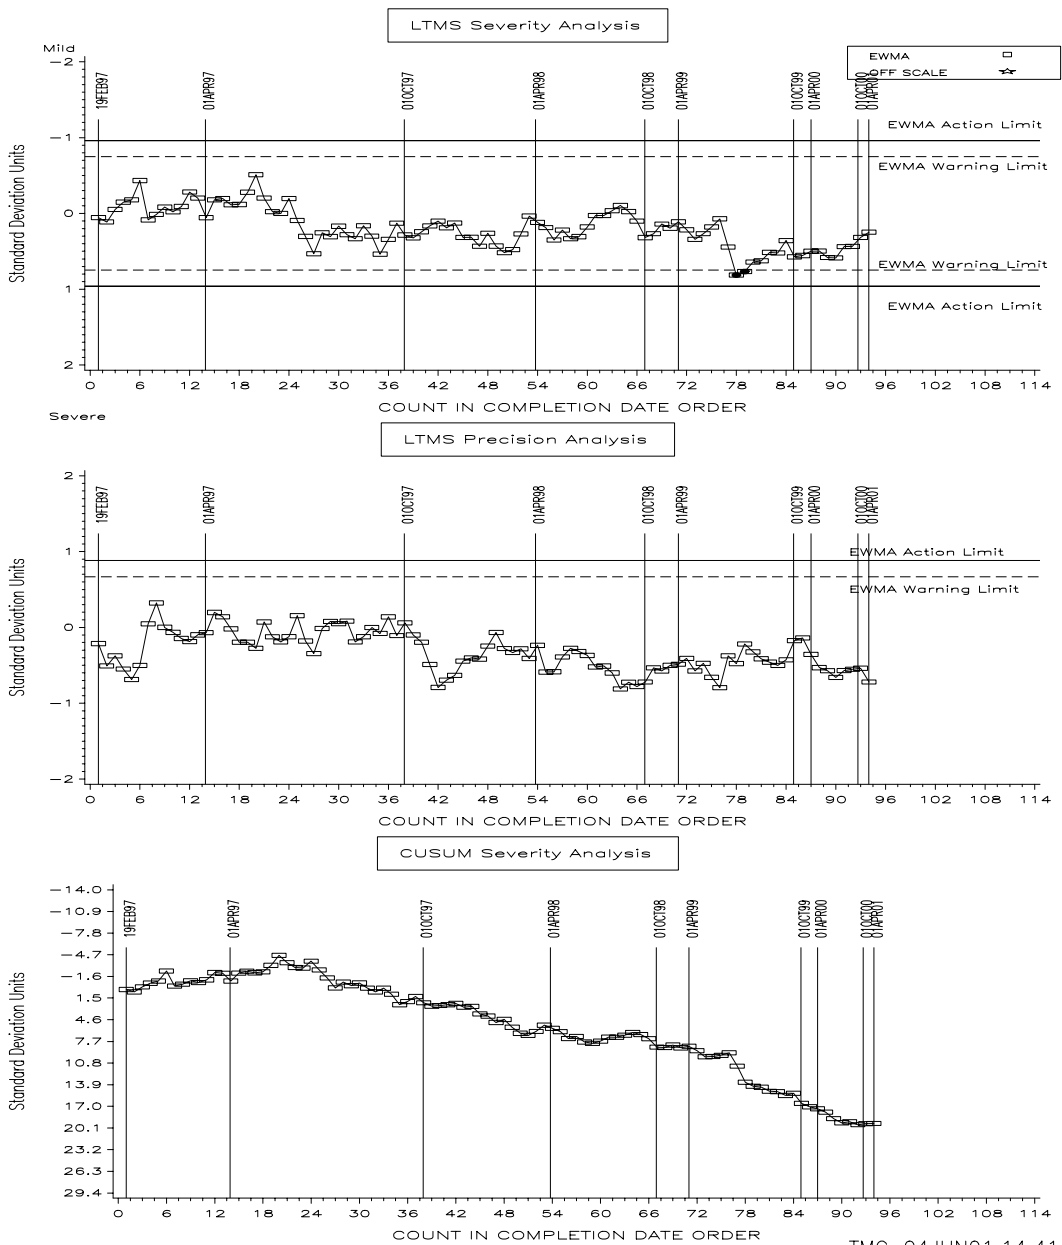 LTMS Severity Analysis
Mild
EWMA
OFF SCALE
Standard Deviation Units
-2
-1
0
1
2
19FEB97
01APR97
01OCT97
01APR98
01OCT98
01APR99
01OCT99
01APR00
01OCT00
01APR01
EWMA Action Limit
EWMA Warning Limit
EWMA Warning Limit
EWMA Action Limit
0 6 12 18 24 30 36 42 48 54 60 66 72 78 84 90 96 102 108 114
COUNT IN COMPLETION DATE ORDER
Severe
LTMS Precision Analysis
Standard Deviation Units
2
1
0
-1
-2
19FEB97
01APR97
01OCT97
01APR98
01OCT98
01APR99
01OCT99
01APR00
01OCT00
01APR01
EWMA Action Limit
EWMA Warning Limit
0 6 12 18 24 30 36 42 48 54 60 66 72 78 84 90 96 102 108 114
COUNT IN COMPLETION DATE ORDER
CUSUM Severity Analysis
Standard Deviation Units
-14.0
-10.9
-7.8
-4.7
-1.6
1.5
4.6
7.7
10.8
13.9
17.0
20.1
23.2
26.3
29.4
19FEB97
01APR97
01OCT97
01APR98
01OCT98
01APR99
01OCT99
01APR00
01OCT00
01APR01
0 6 12 18 24 30 36 42 48 54 60 66 72 78 84 90 96 102 108 114
COUNT IN COMPLETION DATE ORDER